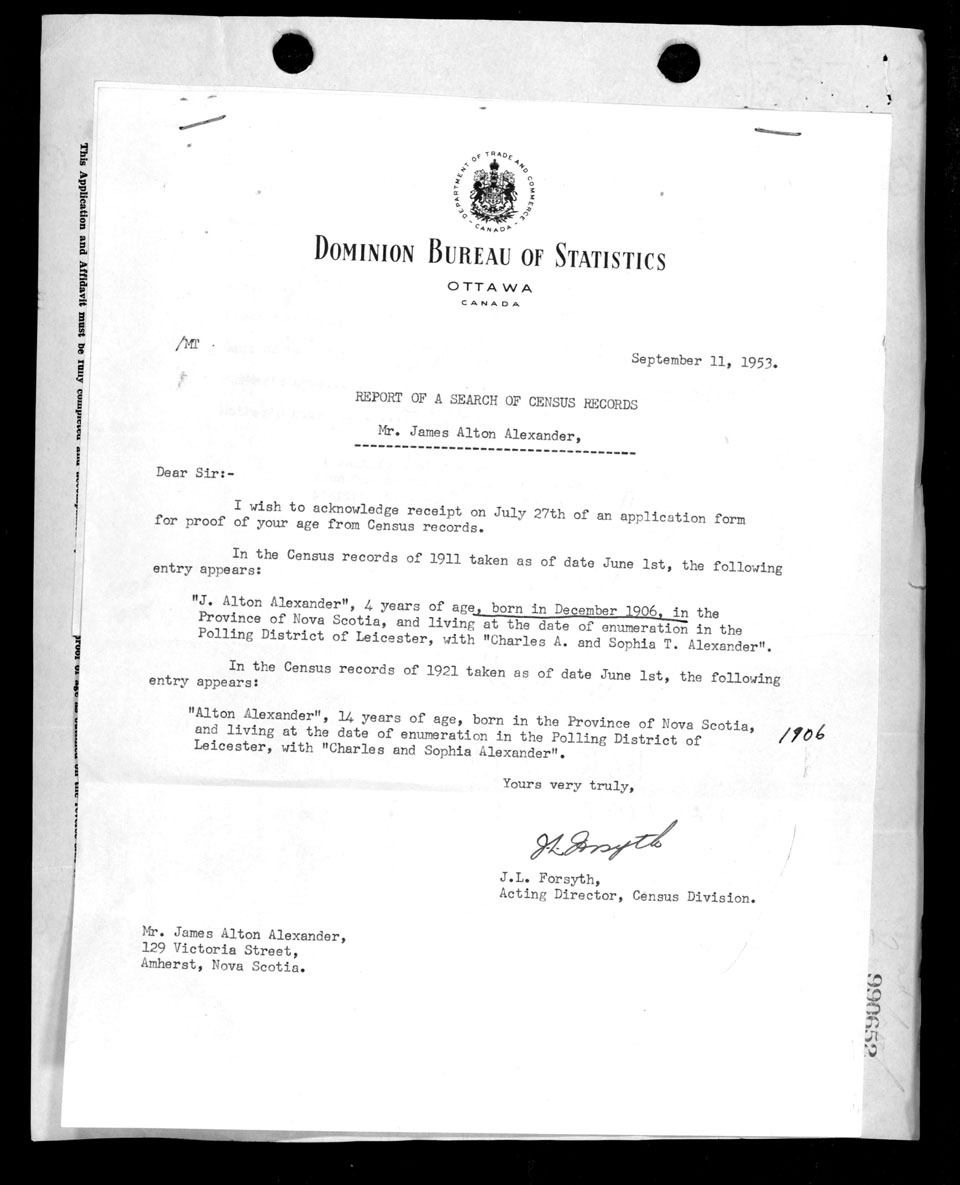 DEPARTMENT OF TRADE AND COMMERCE
- CANADA -
DOMINION BUREAU OF STATISTICS
OTTAWA
CANADA
/MT
September 11, 1953.
REPORT OF A SEARCH OF CENSUS RECORDS
Mr. James Alton Alexander,
Dear Sir:-
I wish to acknowledge receipt on July 27th of an application form
for proof of your age from Census records.
In the Census records of 1911 taken as of date June 1st, the following
entry appears:
"J. Alton Alexander", 4 years of age, born in December 1906, in the
Province of Nova Scotia, and living at the date of enumeration in the
Polling District of Leicester, with "Charles A. and Sophia T. Alexander".
In the Census records of 1921 taken as of date June 1st, the following
entry appears:
"Alton Alexander", 14 years of age, born in the Province of Nova Scotia,
and living at the date of enumeration in the Polling District of
Leicester, with "Charles and Sophia Alexander".
1906
Yours very truly,
J.L. Forsyth
J.L. Forsyth,
Acting Director, Census Division.
Mr. James Alton Alexander,
129 Victoria Street,
Amherst, Nova Scotia.
This Application and Affidavit must be fully completed and
990652